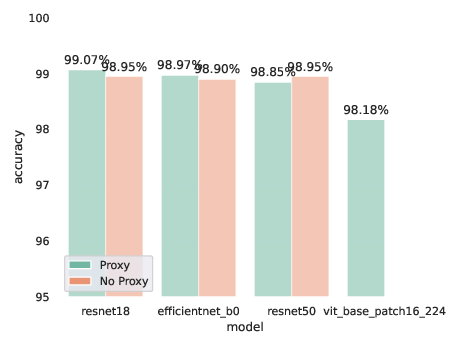 100
99
98
97
96
95
accuracy
99.07%
98.95%
98.97%
98.90%
98.85%
98.95%
98.18%
Proxy
No Proxy
resnet18
efficientnet_b0
resnet50
vit_base_patch16_224
model